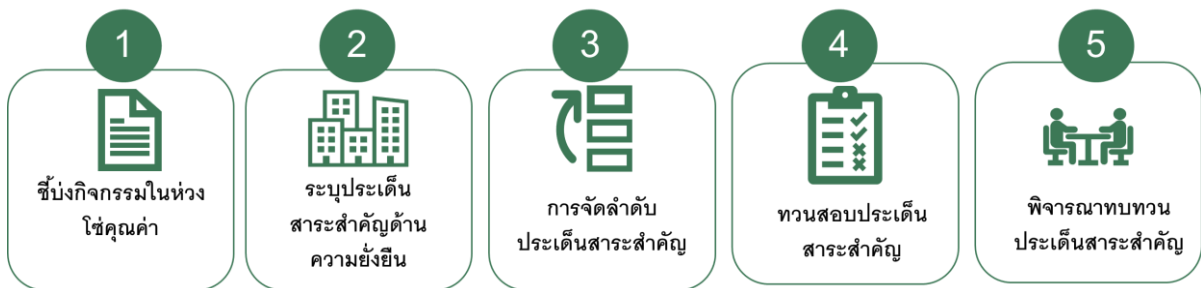 1
ชี้บ่งกิจกรรมในห่วง
โซ่คุณค่า
2
ระบุประเด็น
สาระสำคัญด้าน
ความยั่งยืน
3
การจัดลำดับ
ประเด็นสาระสำคัญ
4
ทวนสอบประเด็น
สาระสำคัญ
5
พิจารณาทบทวน
ประเด็นสาระสำคัญ